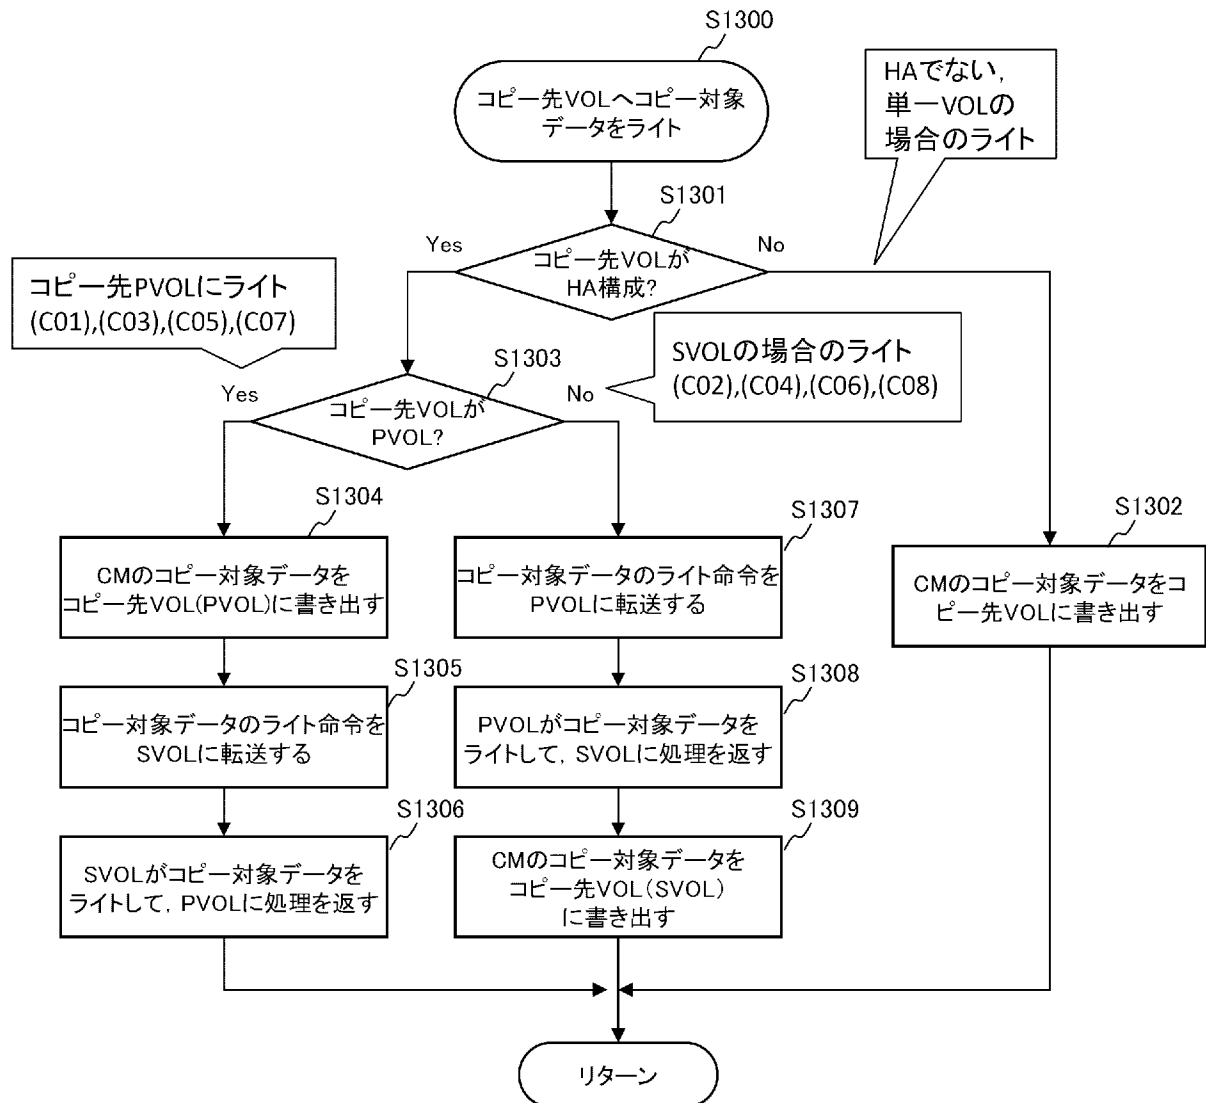 S1300
コピー先VOLへコピー対象
データをライト
HAでない,
単一VOLの
場合のライト
S1301
Yes
No
コピー先VOLが
HA構成?
コピー先PVOLにライト
(C01),(C03),(C05),(C07)
SVOLの場合のライト
(C02),(C04),(C06),(C08)
S1303
Yes
No
コピー先VOLが
PVOL?
S1304
CMのコピー対象データを
コピー先VOL(PVOL)に書き出す
S1307
コピー対象データのライト命令を
PVOLに転送する
S1302
CMのコピー対象データをコ
ピー先VOLに書き出す
S1305
コピー対象データのライト命令を
SVOLに転送する
S1308
PVOLがコピー対象データを
ライトして, SVOLに処理を返す
S1306
SVOLがコピー対象データを
ライトして, PVOLに処理を返す
S1309
CMのコピー対象データを
コピー先VOL(SVOL)
に書き出す
リターン